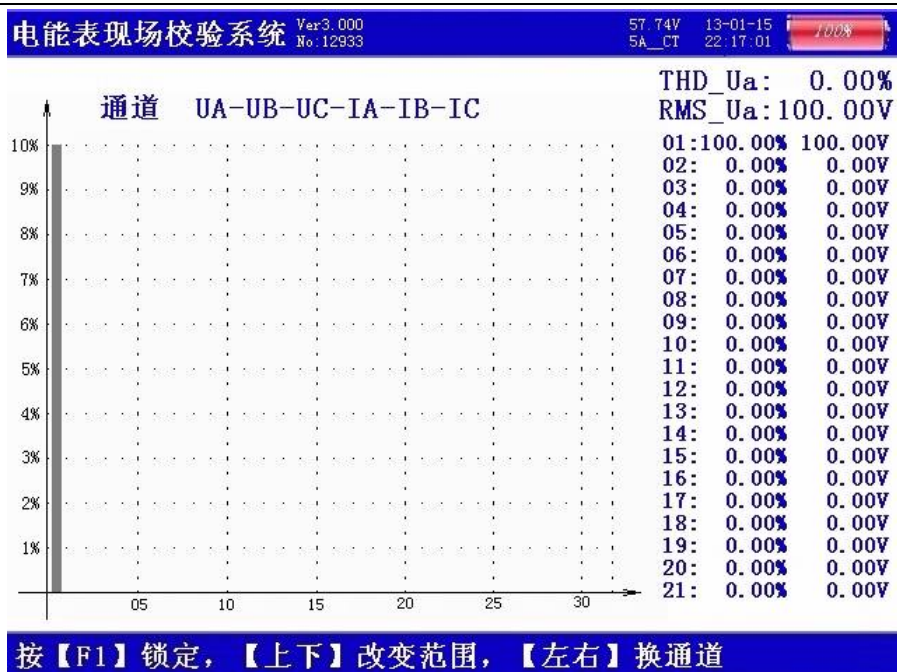 电能表现场校验系统 Ver3.000 No:12933
57.74V 13-01-15 100%
5A__CT 22:17:01
THD_Ua: 0.00%
通道 UA-UB-UC-IA-IB-IC
RMS_Ua:100.00V
01:100.00% 100.00V
02: 0.00% 0.00V
03: 0.00% 0.00V
04: 0.00% 0.00V
05: 0.00% 0.00V
06: 0.00% 0.00V
07: 0.00% 0.00V
08: 0.00% 0.00V
09: 0.00% 0.00V
10: 0.00% 0.00V
11: 0.00% 0.00V
12: 0.00% 0.00V
13: 0.00% 0.00V
14: 0.00% 0.00V
15: 0.00% 0.00V
16: 0.00% 0.00V
17: 0.00% 0.00V
18: 0.00% 0.00V
19: 0.00% 0.00V
20: 0.00% 0.00V
21: 0.00% 0.00V
10%
9%
8%
7%
6%
5%
4%
3%
2%
1%
05 10 15 20 25 30
按【F1】锁定，【上下】改变范围，【左右】换通道